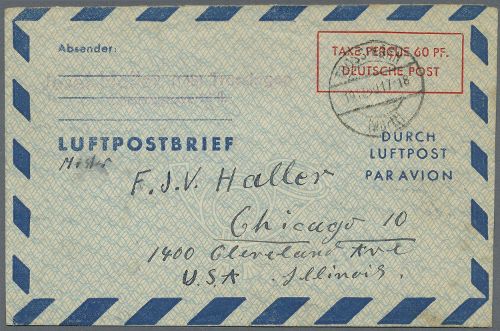 Absender:
TAXE PERCUE 60 PF.
DEUTSCHE POST
LUFTPOSTBRIEF
DURCH
LUFTPOST
PAR AVION
F. J. V. Haller
Chicago 10
1400 Cleveland Ave
U.S.A. Illinois.